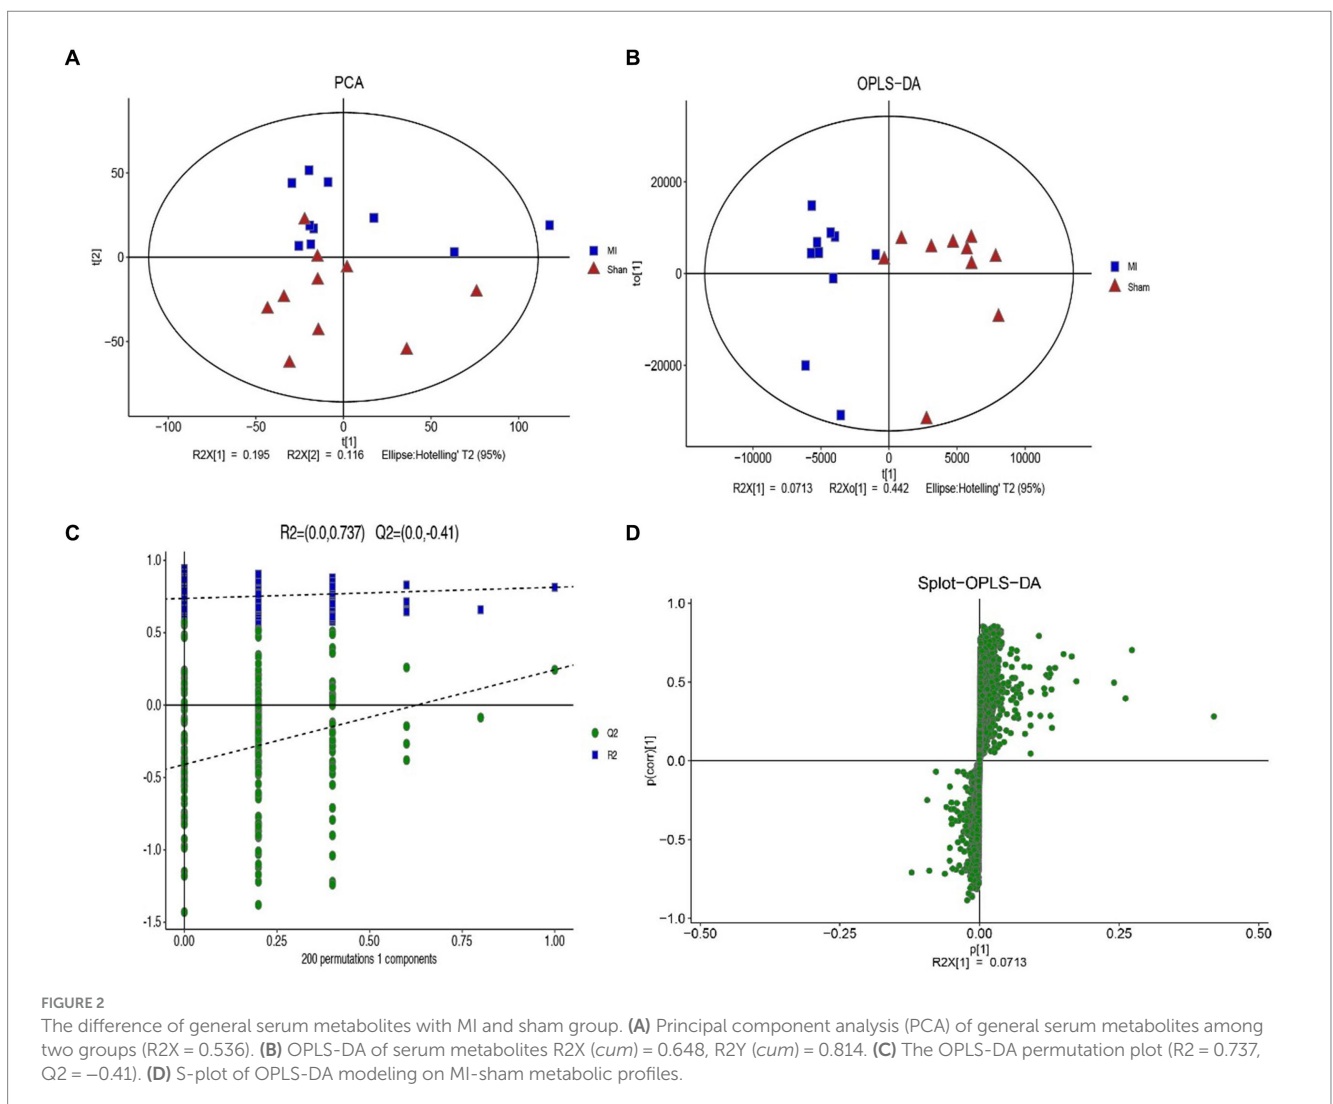 A
PCA
50
0
−50
t[2]
−100
−50
0
50
100
t[1]
R2X[1] = 0.195 R2X[2] = 0.116 Ellipse:Hotelling' T2 (95%)
MI
Shan
B
OPLS−DA
20000
0
−20000
to[1]
−10000
−5000
0
5000
10000
t[1]
R2X[1] = 0.0713 R2Xo[1] = 0.442 Ellipse:Hotelling' T2 (95%)
MI
Sham
C
R2=(0.0,0.737) Q2=(0.0,-0.41)
1.0
0.5
0.0
-0.5
-1.0
-1.5
0.00
0.25
0.50
0.75
1.00
200 permutations 1 components
Q2
R2
D
Splot−OPLS−DA
1.0
0.5
0.0
−0.5
−1.0
p(corr)[1]
−0.50
−0.25
0.00
0.25
0.50
p[1]
R2X[1] = 0.0713
FIGURE 2
The difference of general serum metabolites with MI and sham group. (A) Principal component analysis (PCA) of general serum metabolites among
two groups (R2X = 0.536). (B) OPLS-DA of serum metabolites R2X (cum) = 0.648, R2Y (cum) = 0.814. (C) The OPLS-DA permutation plot (R2 = 0.737,
Q2 = −0.41). (D) S-plot of OPLS-DA modeling on MI-sham metabolic profiles.